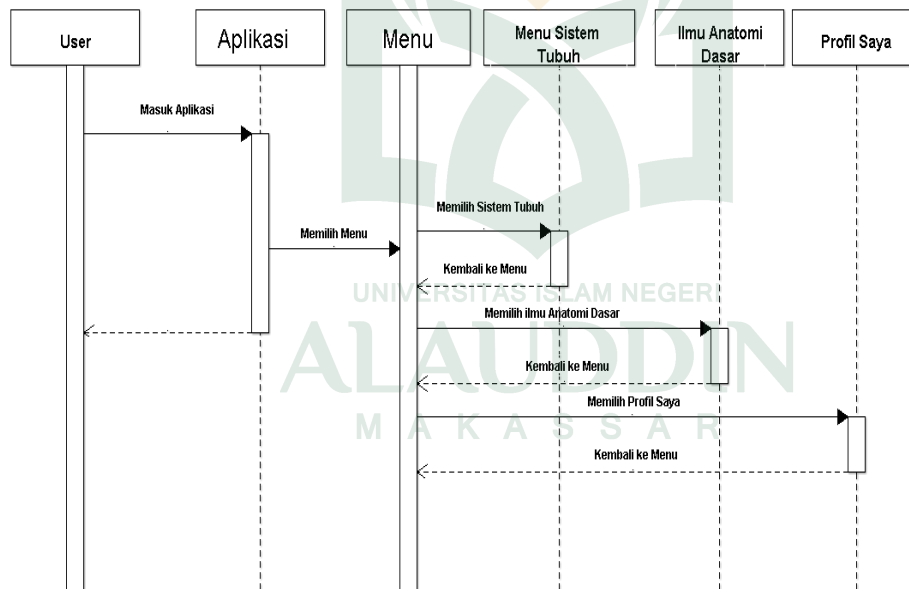 User
Aplikasi
Menu
Menu Sistem
Tubuh
Ilmu Anatomi
Dasar
Profil Saya
Masuk Aplikasi
Memilih Sistem Tubuh
Memilih Menu
Kembali ke Menu
UNIVERSITAS ISLAM NEGERI
Memilih ilmu Anatomi Dasar
ALAUDDIN
Kembali ke Menu
Memilih Profil Saya
MAKASSAR
Kembali ke Menu